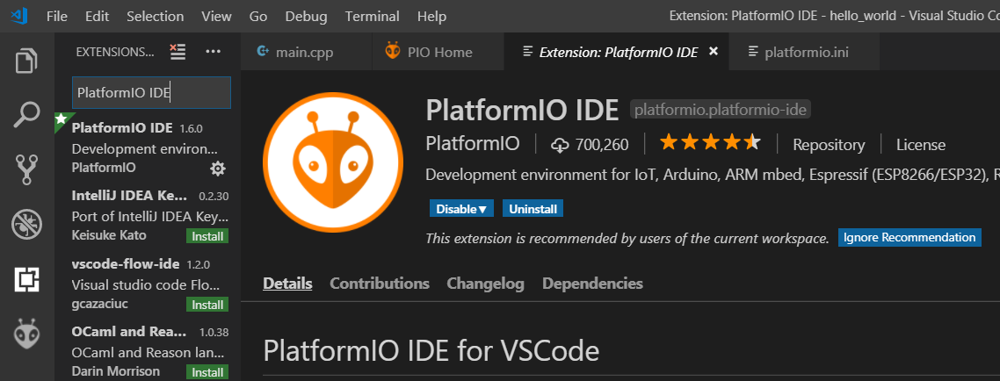 File Edit Selection View Go Debug Terminal Help Extension: PlatformIO IDE - hello_world - Visual Studio Co
EXTENSIONS... ...
main.cpp PIO Home Extension: PlatformIO IDE platformio.ini
PlatformIO IDE
PlatformIO IDE 1.6.0
Development environ...
PlatformIO
IntelliJ IDEA Ke... 0.2.30
Port of IntelliJ IDEA Key...
Keisuke Kato Install
vscode-flow-ide 1.2.0
Visual studio code Flo...
gcazaciuc Install
OCaml and Rea... 1.0.38
OCaml and Reason lan...
Darin Morrison Install
PlatformIO IDE platformio.platformio-ide
PlatformIO 700,260 Repository License
Development environment for IoT, Arduino, ARM mbed, Espressif (ESP8266/ESP32), R
Disable Uninstall
This extension is recommended by users of the current workspace. Ignore Recommendation
Details Contributions Changelog Dependencies
PlatformIO IDE for VSCode